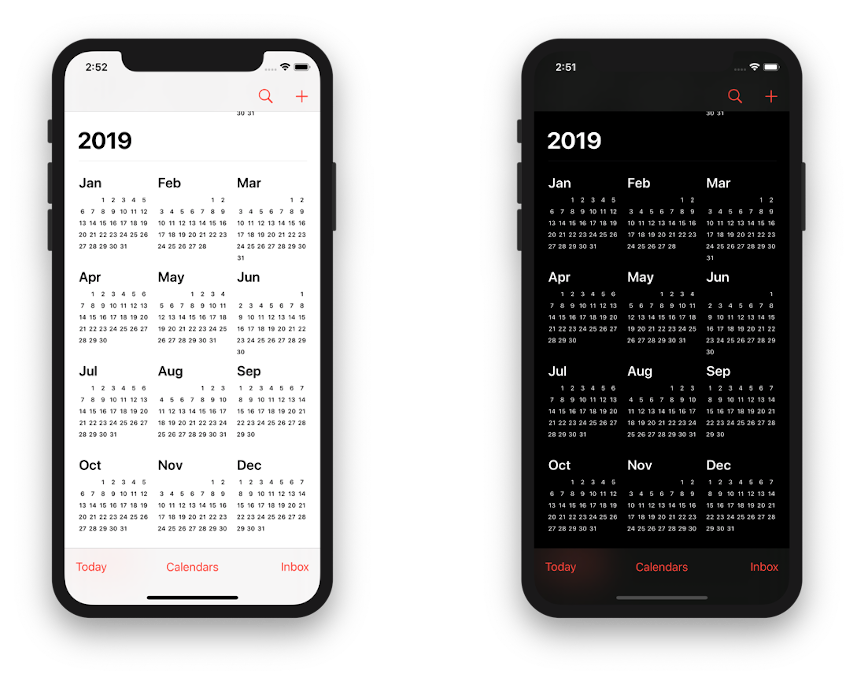 2:52
30 31
2019
Jan
1 2 3 4 5
6 7 8 9 10 11 12
13 14 15 16 17 18 19
20 21 22 23 24 25 26
27 28 29 30 31
Feb
1 2
3 4 5 6 7 8 9
10 11 12 13 14 15 16
17 18 19 20 21 22 23
24 25 26 27 28
Mar
1 2
3 4 5 6 7 8 9
10 11 12 13 14 15 16
17 18 19 20 21 22 23
24 25 26 27 28 29 30
31
Apr
1 2 3 4 5 6
7 8 9 10 11 12 13
14 15 16 17 18 19 20
21 22 23 24 25 26 27
28 29 30
May
1 2 3 4
5 6 7 8 9 10 11
12 13 14 15 16 17 18
19 20 21 22 23 24 25
26 27 28 29 30 31
Jun
1
2 3 4 5 6 7 8
9 10 11 12 13 14 15
16 17 18 19 20 21 22
23 24 25 26 27 28 29
30
Jul
1 2 3 4 5 6
7 8 9 10 11 12 13
14 15 16 17 18 19 20
21 22 23 24 25 26 27
28 29 30 31
Aug
1 2 3
4 5 6 7 8 9 10
11 12 13 14 15 16 17
18 19 20 21 22 23 24
25 26 27 28 29 30 31
Sep
1 2 3 4 5 6 7
8 9 10 11 12 13 14
15 16 17 18 19 20 21
22 23 24 25 26 27 28
29 30
Oct
1 2 3 4 5
6 7 8 9 10 11 12
13 14 15 16 17 18 19
20 21 22 23 24 25 26
27 28 29 30 31
Nov
1 2
3 4 5 6 7 8 9
10 11 12 13 14 15 16
17 18 19 20 21 22 23
24 25 26 27 28 29 30
Dec
1 2 3 4 5 6 7
8 9 10 11 12 13 14
15 16 17 18 19 20 21
22 23 24 25 26 27 28
29 30 31
Today Calendars Inbox
2:51
30 31
2019
Jan
1 2 3 4 5
6 7 8 9 10 11 12
13 14 15 16 17 18 19
20 21 22 23 24 25 26
27 28 29 30 31
Feb
1 2
3 4 5 6 7 8 9
10 11 12 13 14 15 16
17 18 19 20 21 22 23
24 25 26 27 28
Mar
1 2
3 4 5 6 7 8 9
10 11 12 13 14 15 16
17 18 19 20 21 22 23
24 25 26 27 28 29 30
31
Apr
1 2 3 4 5 6
7 8 9 10 11 12 13
14 15 16 17 18 19 20
21 22 23 24 25 26 27
28 29 30
May
1 2 3 4
5 6 7 8 9 10 11
12 13 14 15 16 17 18
19 20 21 22 23 24 25
26 27 28 29 30 31
Jun
1
2 3 4 5 6 7 8
9 10 11 12 13 14 15
16 17 18 19 20 21 22
23 24 25 26 27 28 29
30
Jul
1 2 3 4 5 6
7 8 9 10 11 12 13
14 15 16 17 18 19 20
21 22 23 24 25 26 27
28 29 30 31
Aug
1 2 3
4 5 6 7 8 9 10
11 12 13 14 15 16 17
18 19 20 21 22 23 24
25 26 27 28 29 30 31
Sep
1 2 3 4 5 6 7
8 9 10 11 12 13 14
15 16 17 18 19 20 21
22 23 24 25 26 27 28
29 30
Oct
1 2 3 4 5
6 7 8 9 10 11 12
13 14 15 16 17 18 19
20 21 22 23 24 25 26
27 28 29 30 31
Nov
1 2
3 4 5 6 7 8 9
10 11 12 13 14 15 16
17 18 19 20 21 22 23
24 25 26 27 28 29 30
Dec
1 2 3 4 5 6 7
8 9 10 11 12 13 14
15 16 17 18 19 20 21
22 23 24 25 26 27 28
29 30 31
Today Calendars Inbox